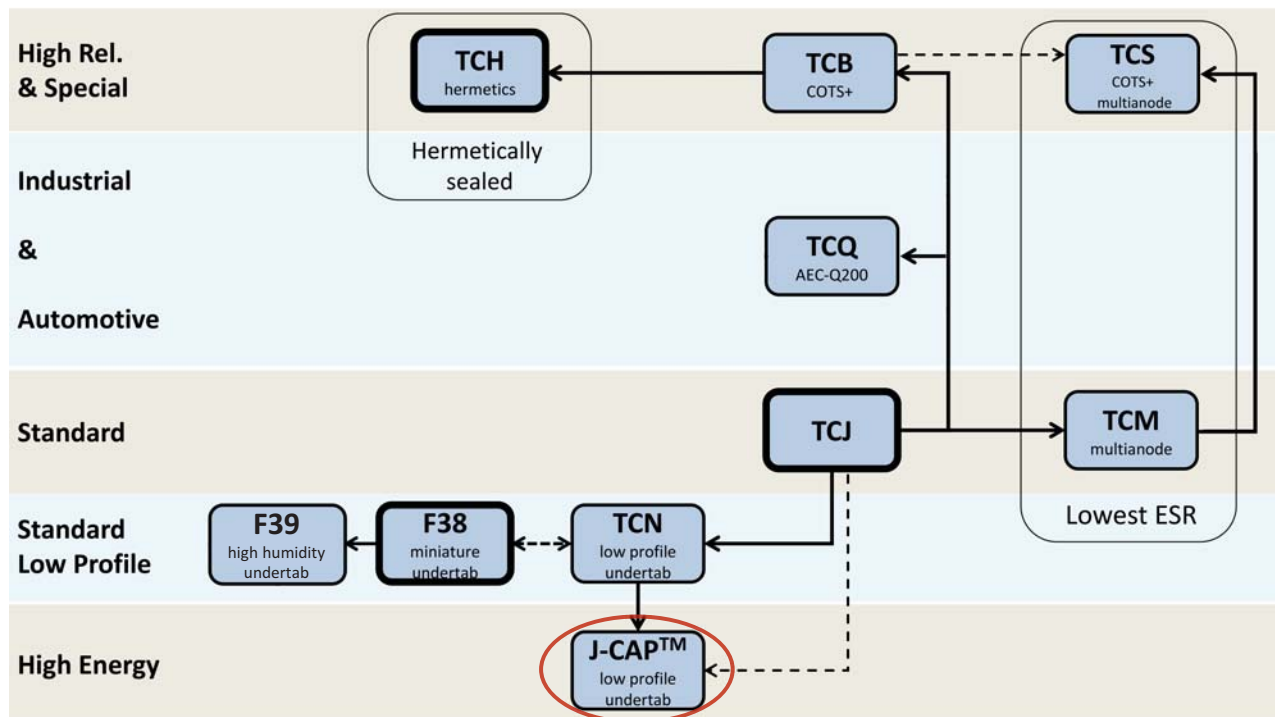 High Rel.
& Special
TCH
hermetics
Hermetically
sealed
TCB
COTS+
TCS
COTS+
multianode
Industrial
&
Automotive
TCQ
AEC-Q200
Standard
TCJ
TCM
multianode
Lowest ESR
Standard
Low Profile
F39
high humidity
undertab
F38
miniature
undertab
TCN
low profile
undertab
High Energy
J-CAP™
low profile
undertab